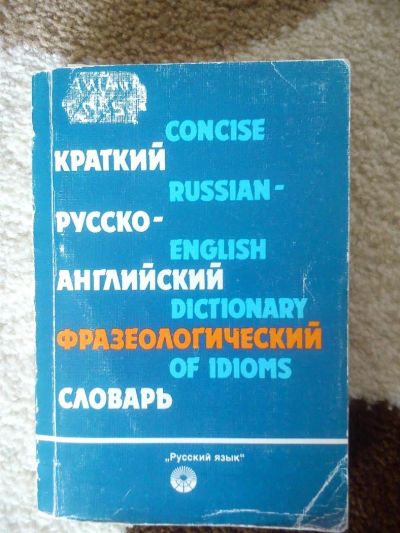 CONCISE
КРАТКИЙ
RUSSIAN-
РУССКО-
ENGLISH
АНГЛИЙСКИЙ
DICTIONARY
ФРАЗЕОЛОГИЧЕСКИЙ
OF IDIOMS
СЛОВАРЬ
„Русский язык"